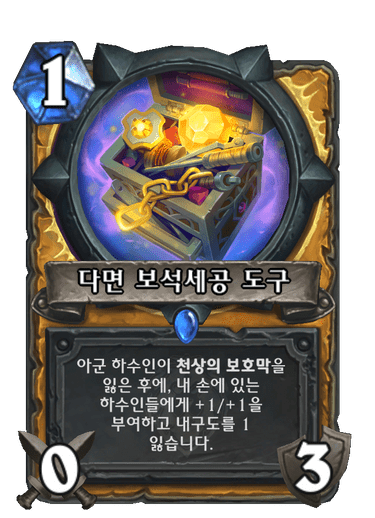 1
다면 보석세공 도구
아군 하수인이 천상의 보호막을
잃은 후에, 내 손에 있는
하수인들에게 +1/+1을
부여하고 내구도를 1
잃습니다.
0
3